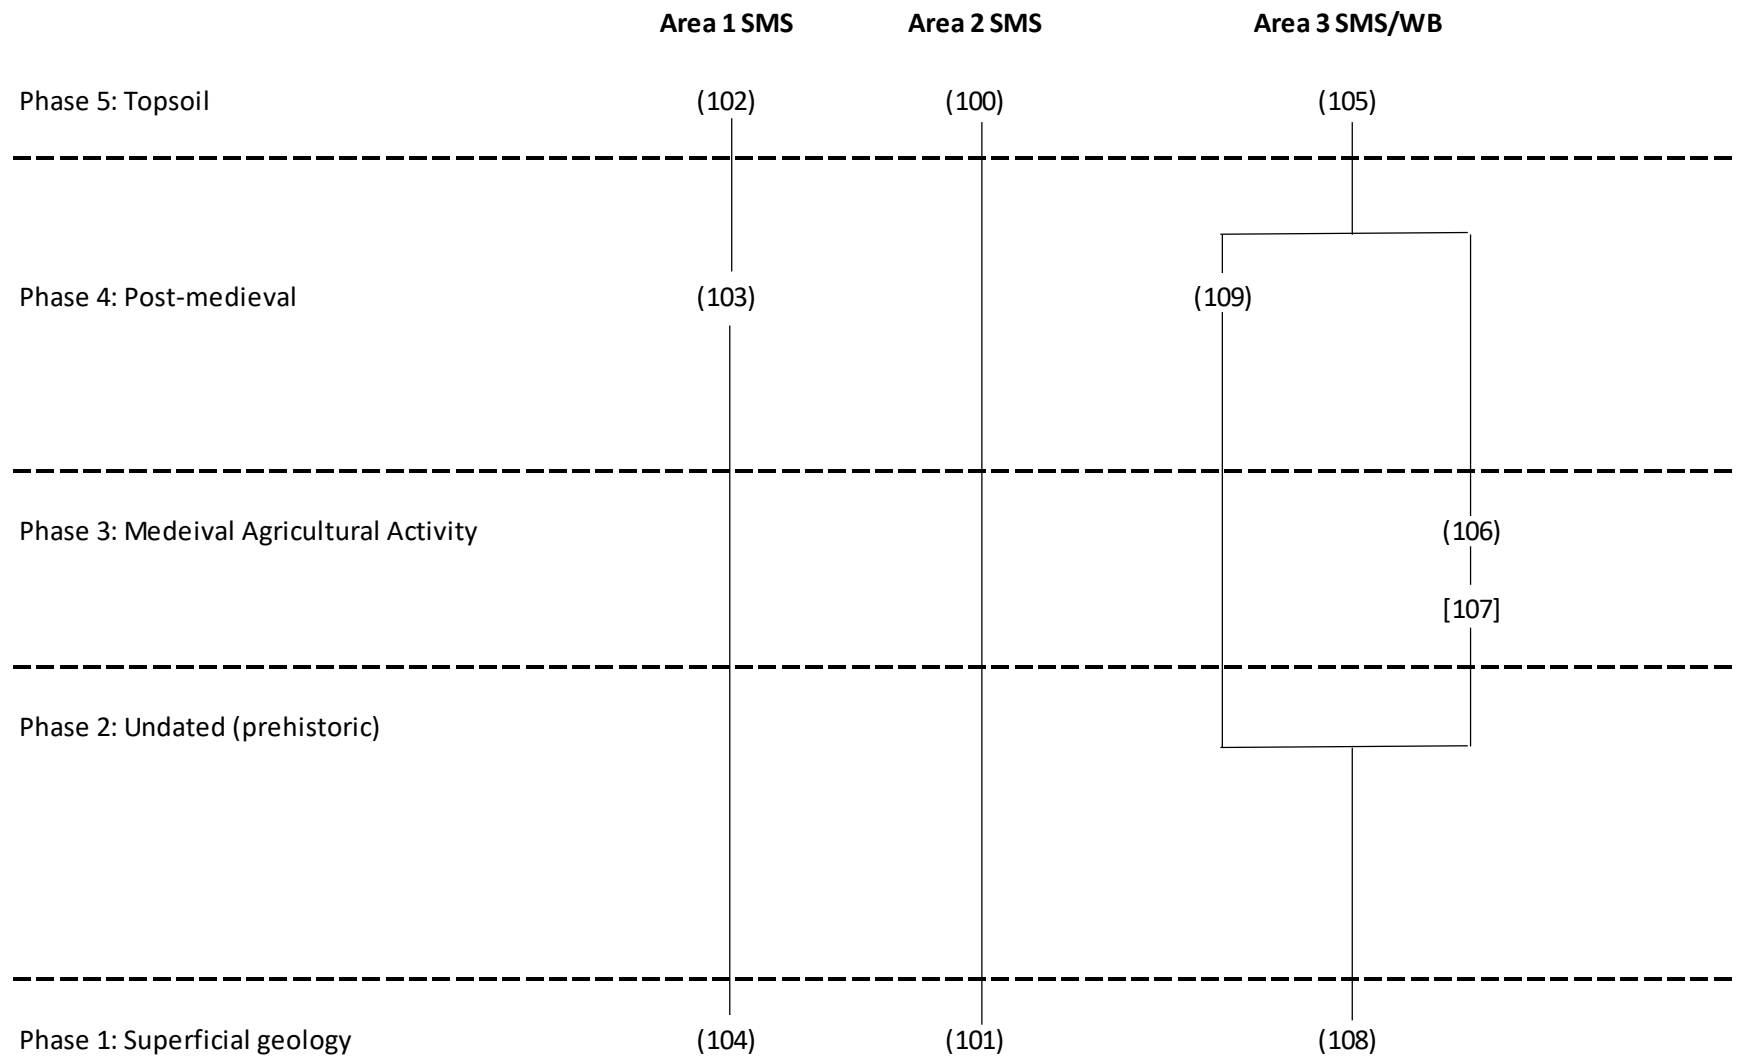 Area 1 SMS Area 2 SMS Area 3 SMS/WB
Phase 5: Topsoil (102) (100) (105)
Phase 4: Post-medieval (103) (109)
Phase 3: Medeival Agricultural Activity (106)
[107]
Phase 2: Undated (prehistoric)
Phase 1: Superficial geology (104) (101) (108)